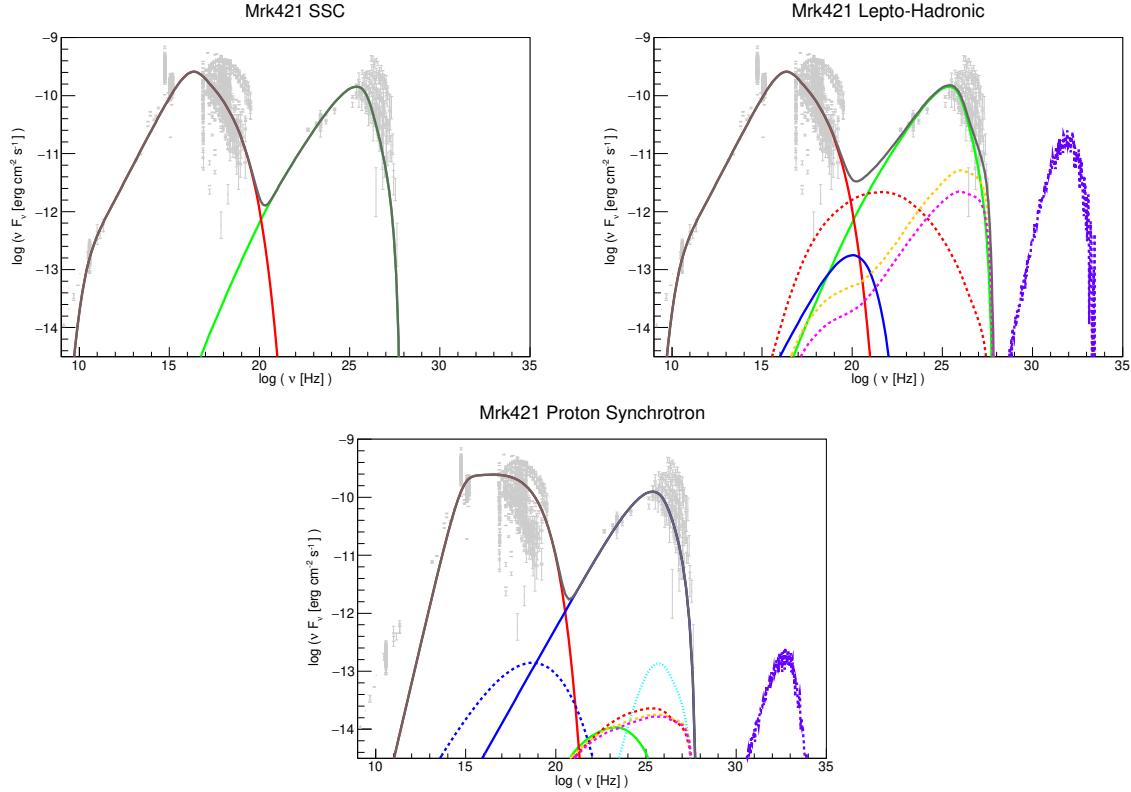 Mrk421 SSC
log (ν Fν [erg cm-2 s-1] )
−9
−10
−11
−12
−13
−14
10 15 20 25 30 35
log ( ν [Hz] )
Mrk421 Lepto-Hadronic
log (ν Fν [erg cm-2 s-1] )
−9
−10
−11
−12
−13
−14
10 15 20 25 30 35
log ( ν [Hz] )
Mrk421 Proton Synchrotron
log (ν Fν [erg cm-2 s-1] )
−9
−10
−11
−12
−13
−14
10 15 20 25 30 35
log ( ν [Hz] )